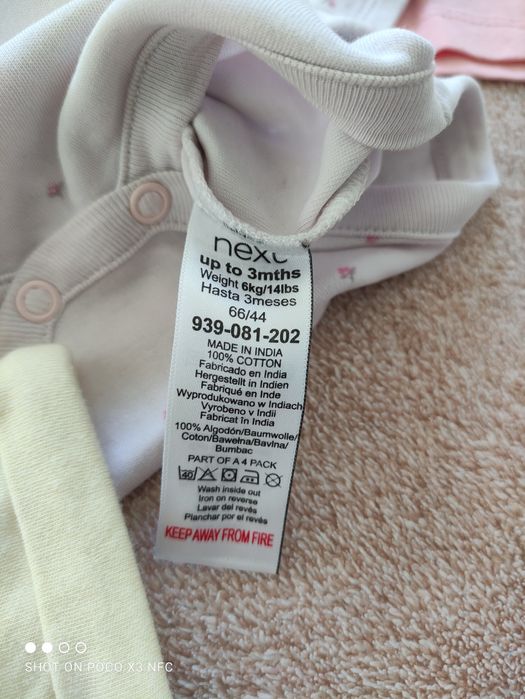 next
up to 3mths
Weight 6kg/14lbs
Hasta 3meses
66/44
939-081-202
MADE IN INDIA
100% COTTON
Fabricado en India
Hergestellt in Indien
Fabriqué en Inde
Wyprodukowano w Indiach
Vyrobeno v Indii
Fabricat în India
100% Algodón/Baumwolle/
Coton/Bawełna/Bavlna/
Bumbac
PART OF A 4 PACK
40
Wash inside out
Iron on reverse
Lavar del revés
Planchar por el revés
KEEP AWAY FROM FIRE
SHOT ON POCO X3 NFC